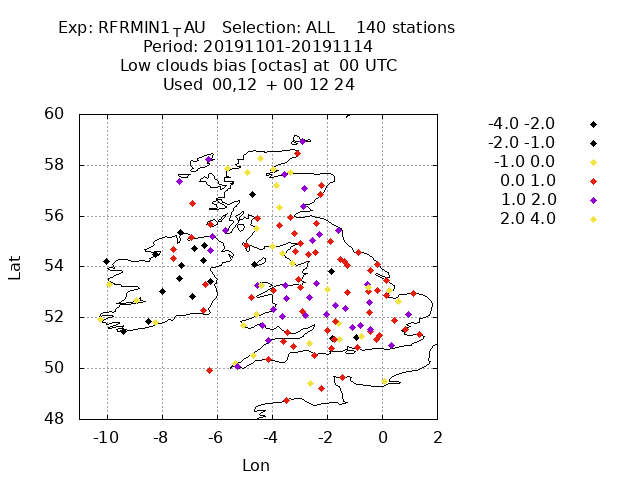 Exp: RFRMIN1TAU Selection: ALL 140 stations
Period: 20191101-20191114
Low clouds bias [octas] at 00 UTC
Used 00,12 + 00 12 24
60
58
56
54
52
50
48
Lat
-10 -8 -6 -4 -2 0 2
Lon
-4.0 -2.0
-2.0 -1.0
-1.0 0.0
0.0 1.0
1.0 2.0
2.0 4.0